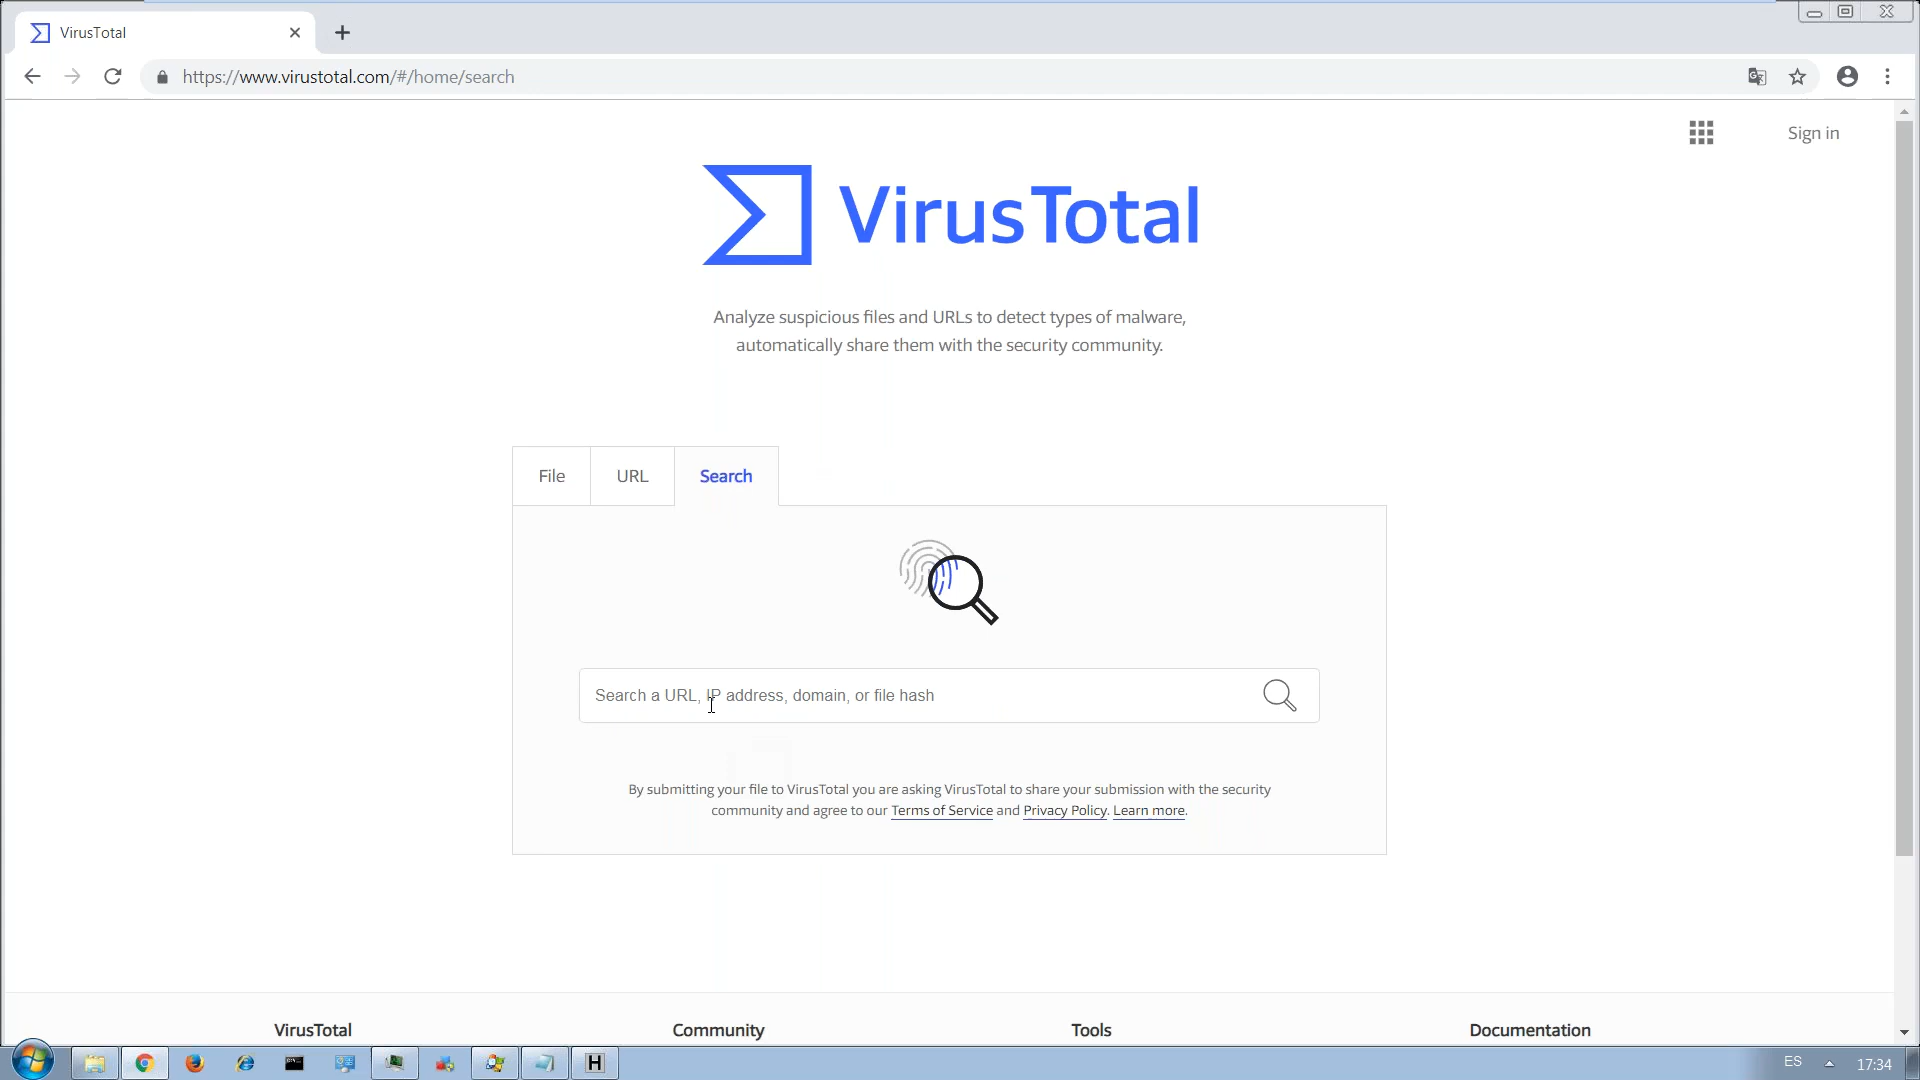 VirusTotal
https://www.virustotal.com/#/home/search
Sign in
VirusTotal
Analyze suspicious files and URLs to detect types of malware,
automatically share them with the security community.
File
URL
Search
Search a URL, IP address, domain, or file hash
By submitting your file to VirusTotal you are asking VirusTotal to share your submission with the security
community and agree to our Terms of Service and Privacy Policy. Learn more.
VirusTotal
Community
Tools
Documentation
H
ES
17:34